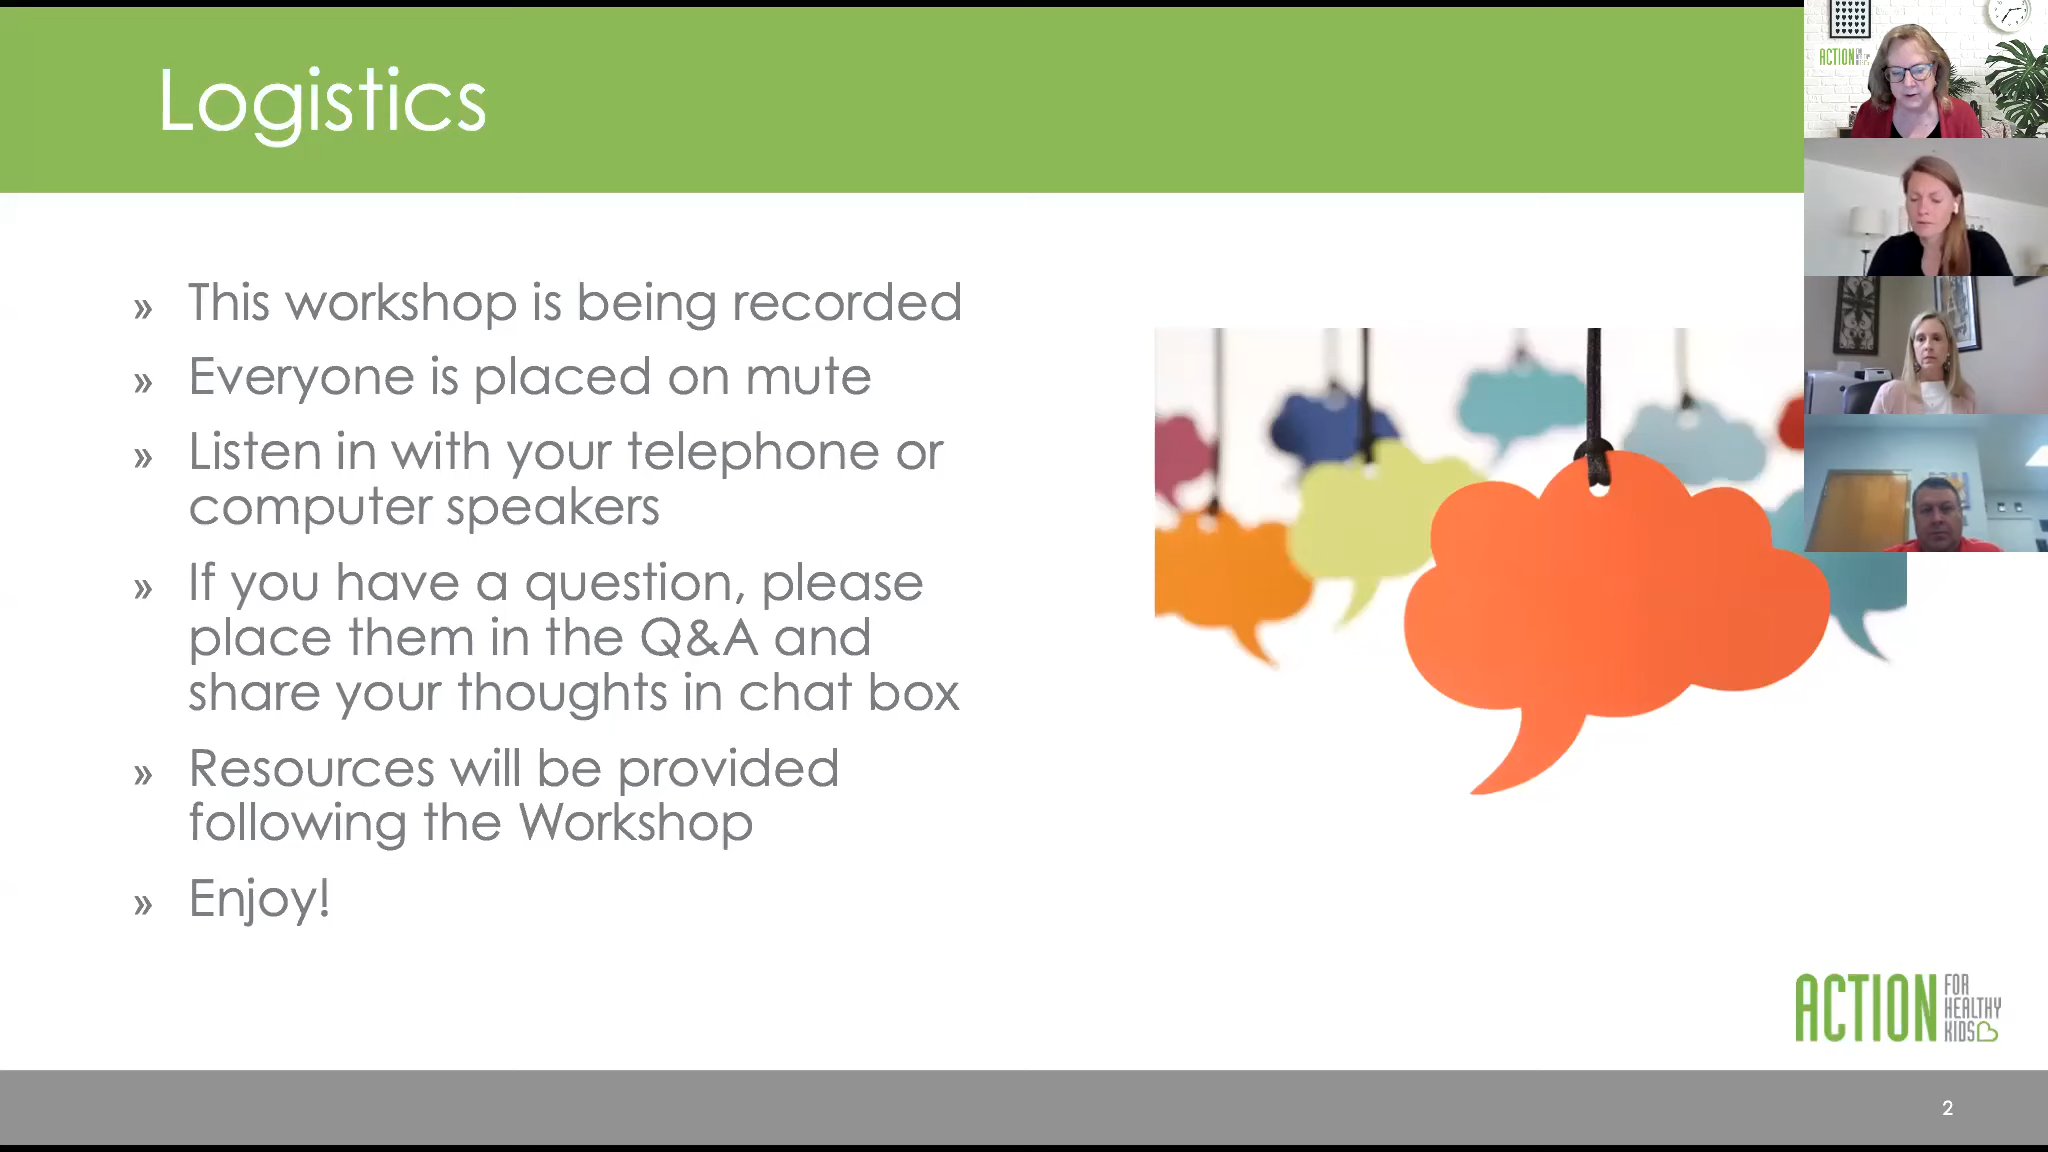 Logistics
» This workshop is being recorded
» Everyone is placed on mute
» Listen in with your telephone or
computer speakers
» If you have a question, please
place them in the Q&A and
share your thoughts in chat box
» Resources will be provided
following the Workshop
» Enjoy!
ACTION
ACTION FOR
HEALTHY
KIDS
2